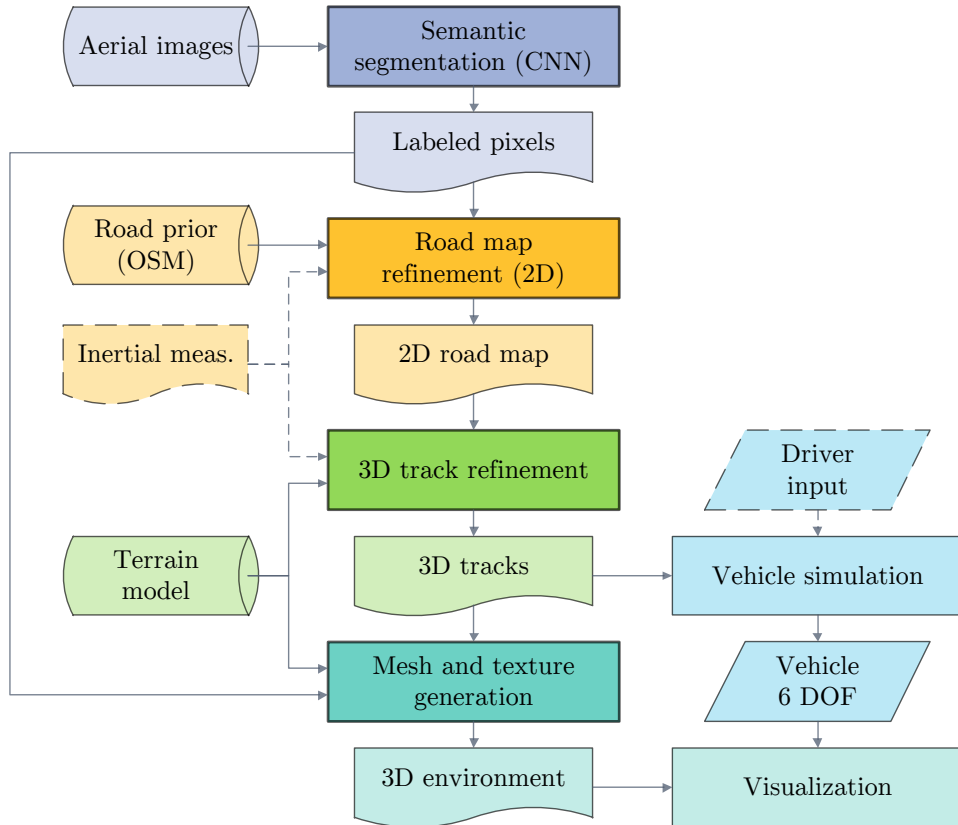 Aerial images
Semantic
segmentation (CNN)
Labeled pixels
Road prior
(OSM)
Road map
refinement (2D)
Inertial meas.
2D road map
3D track refinement
Driver
input
Terrain
model
3D tracks
Vehicle simulation
Mesh and texture
generation
Vehicle
6 DOF
3D environment
Visualization